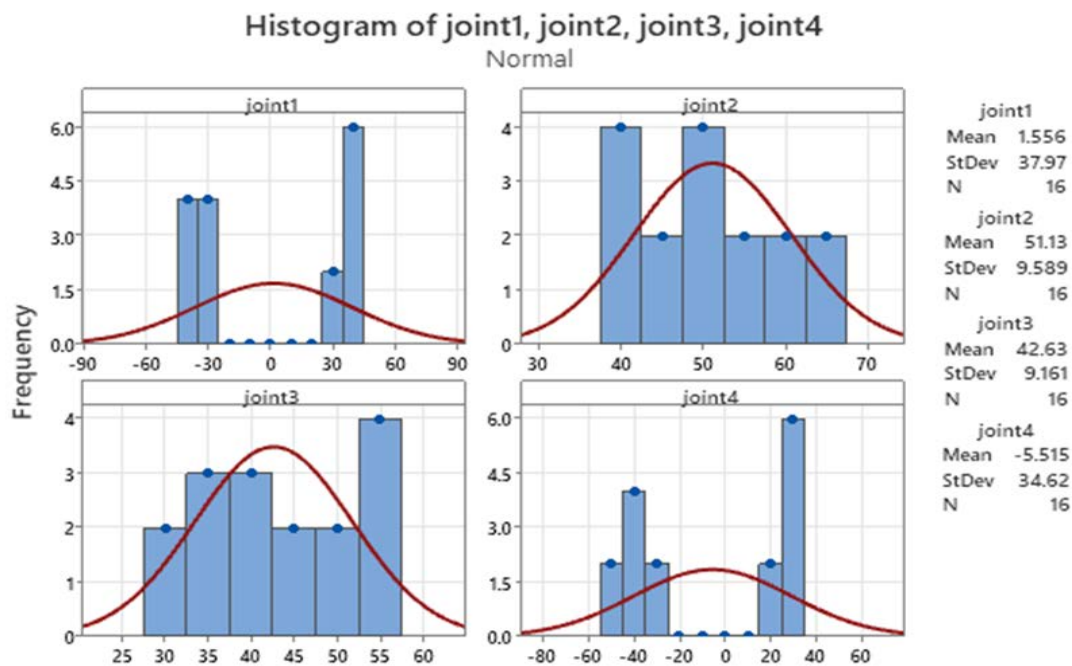 Histogram of joint1, joint2, joint3, joint4
Normal
joint1
6.0
4.5
3.0
1.5
0.0
-90 -60 -30 0 30 60 90
joint2
4
3
2
1
0
30 40 50 60 70
joint3
4
3
2
1
0
25 30 35 40 45 50 55 60
joint4
6.0
4.5
3.0
1.5
0.0
-80 -60 -40 -20 0 20 40 60
Frequency
joint1
Mean 1.556
StDev 37.97
N 16
joint2
Mean 51.13
StDev 9.589
N 16
joint3
Mean 42.63
StDev 9.161
N 16
joint4
Mean -5.515
StDev 34.62
N 16